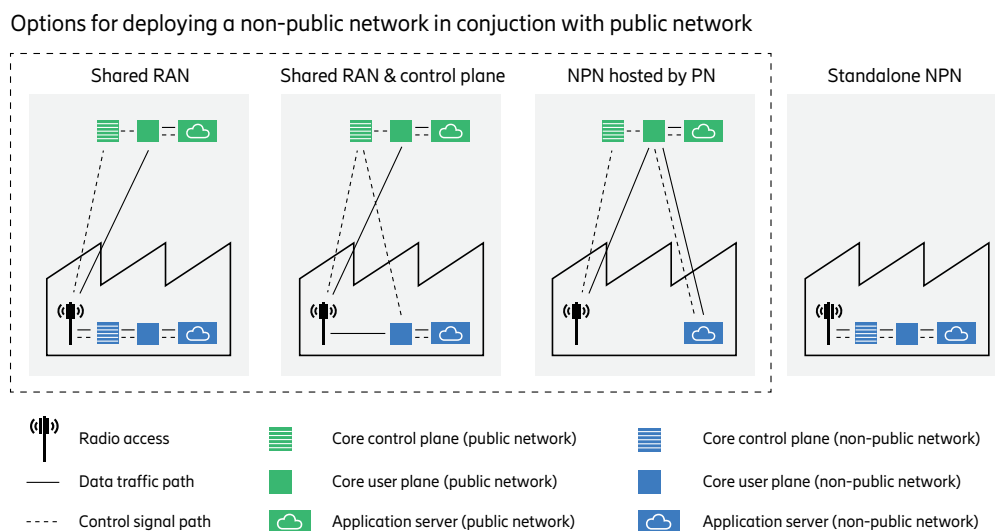 Options for deploying a non-public network in conjuction with public network
Shared RAN
Shared RAN & control plane
NPN hosted by PN
Standalone NPN
Radio access
Core control plane (public network)
Core control plane (non-public network)
Data traffic path
Core user plane (public network)
Core user plane (non-public network)
Control signal path
Application server (public network)
Application server (non-public network)